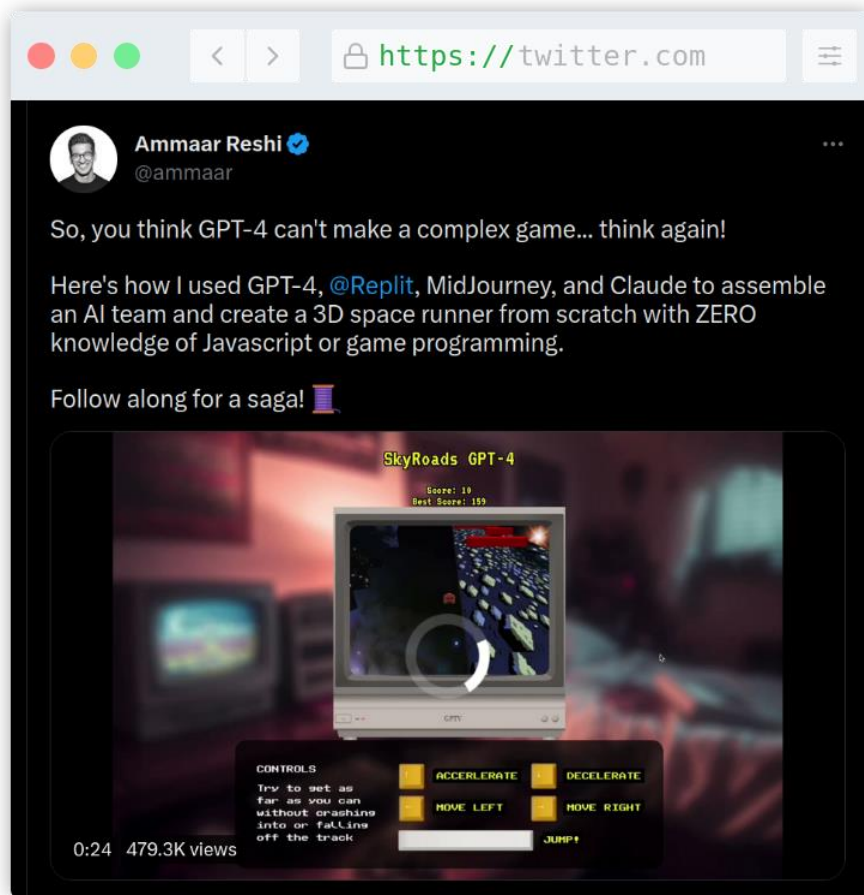 https://twitter.com
Ammaar Reshi
@ammaar
So, you think GPT-4 can't make a complex game... think again!
Here's how I used GPT-4, @Replit, MidJourney, and Claude to assemble
an AI team and create a 3D space runner from scratch with ZERO
knowledge of Javascript or game programming.
Follow along for a saga!
SkyRoads GPT-4
Score: 10
Best Score: 159
GPTV
CONTROLS
Try to get as
far as you can
without crashing
into or falling
off the track
ACCERLERATE
DECELERATE
MOVE LEFT
MOVE RIGHT
JUMP!
0:24 479.3K views